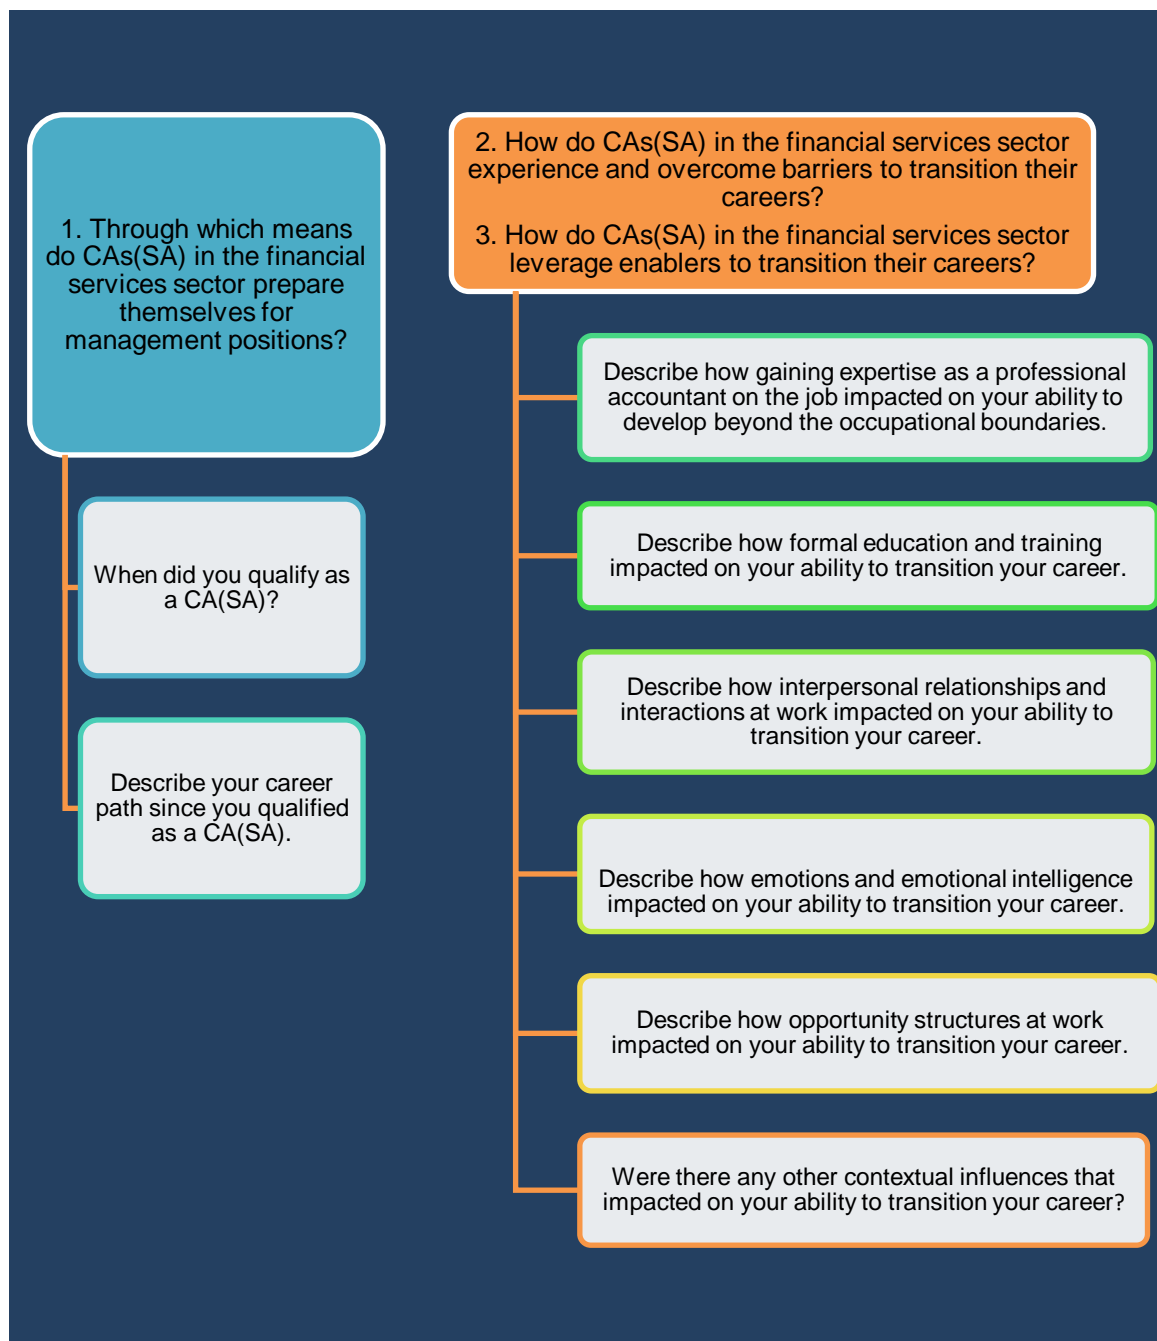 1. Through which means
do CAs(SA) in the financial
services sector prepare
themselves for
management positions?
When did you qualify as
a CA(SA)?
Describe your career
path since you qualified
as a CA(SA).
2. How do CAs(SA) in the financial services sector
experience and overcome barriers to transition their
careers?
3. How do CAs(SA) in the financial services sector
leverage enablers to transition their careers?
Describe how gaining expertise as a professional
accountant on the job impacted on your ability to
develop beyond the occupational boundaries.
Describe how formal education and training
impacted on your ability to transition your career.
Describe how interpersonal relationships and
interactions at work impacted on your ability to
transition your career.
Describe how emotions and emotional intelligence
impacted on your ability to transition your career.
Describe how opportunity structures at work
impacted on your ability to transition your career.
Were there any other contextual influences that
impacted on your ability to transition your career?